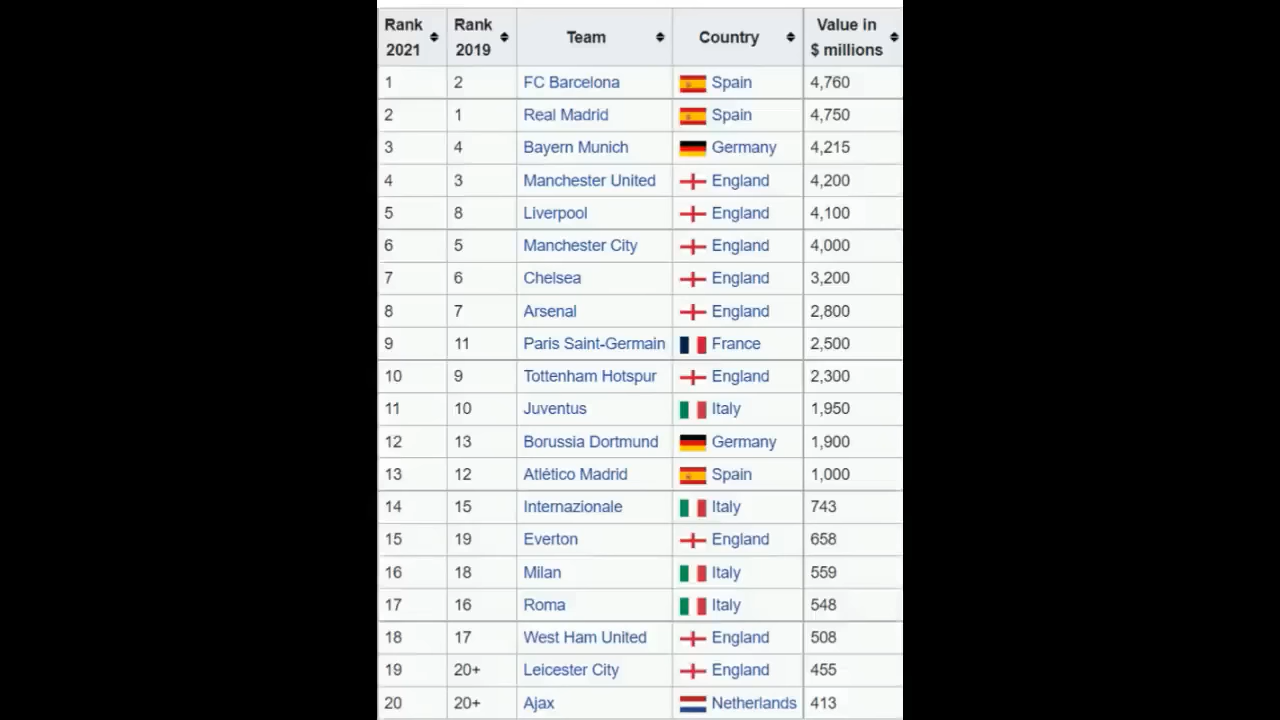 Rank 2021 Rank 2019 Team Country Value in $ millions
1 2 FC Barcelona Spain 4,760
2 1 Real Madrid Spain 4,750
3 4 Bayern Munich Germany 4,215
4 3 Manchester United England 4,200
5 8 Liverpool England 4,100
6 5 Manchester City England 4,000
7 6 Chelsea England 3,200
8 7 Arsenal England 2,800
9 11 Paris Saint-Germain France 2,500
10 9 Tottenham Hotspur England 2,300
11 10 Juventus Italy 1,950
12 13 Borussia Dortmund Germany 1,900
13 12 Atlético Madrid Spain 1,000
14 15 Internazionale Italy 743
15 19 Everton England 658
16 18 Milan Italy 559
17 16 Roma Italy 548
18 17 West Ham United England 508
19 20+ Leicester City England 455
20 20+ Ajax Netherlands 413